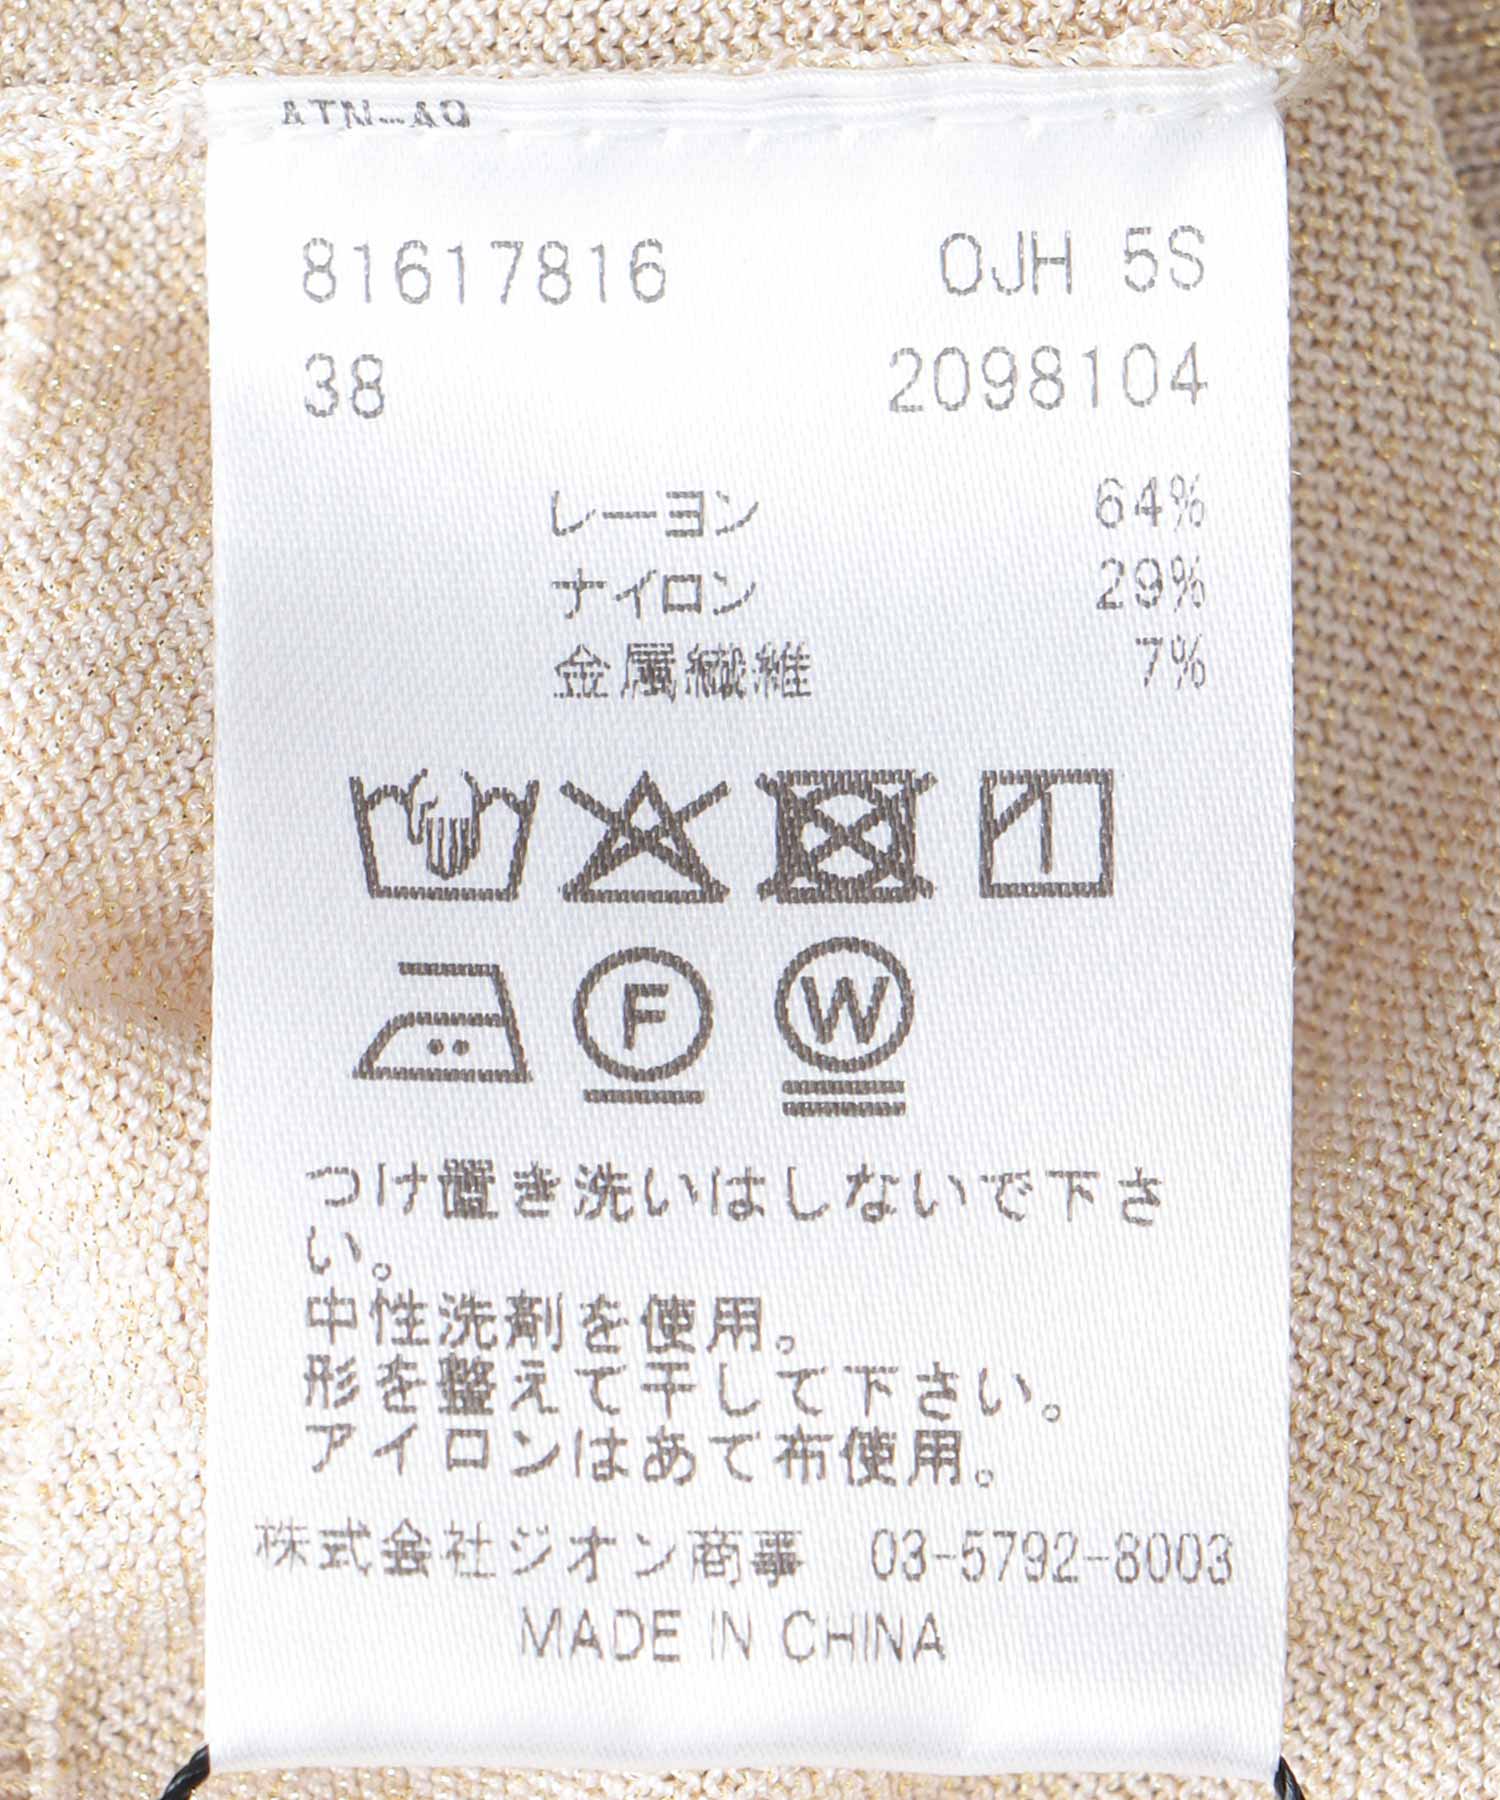 81617816 OJH 5S
38 2098104
レーヨン 64%
ナイロン 29%
金属繊維 7%
F W
つけ置き洗いはしないで下さ
い。
中性洗剤を使用。
形を整えて干して下さい。
アイロンはあて布使用。
株式会社ジオン商事 03-5792-8003
MADE IN CHINA